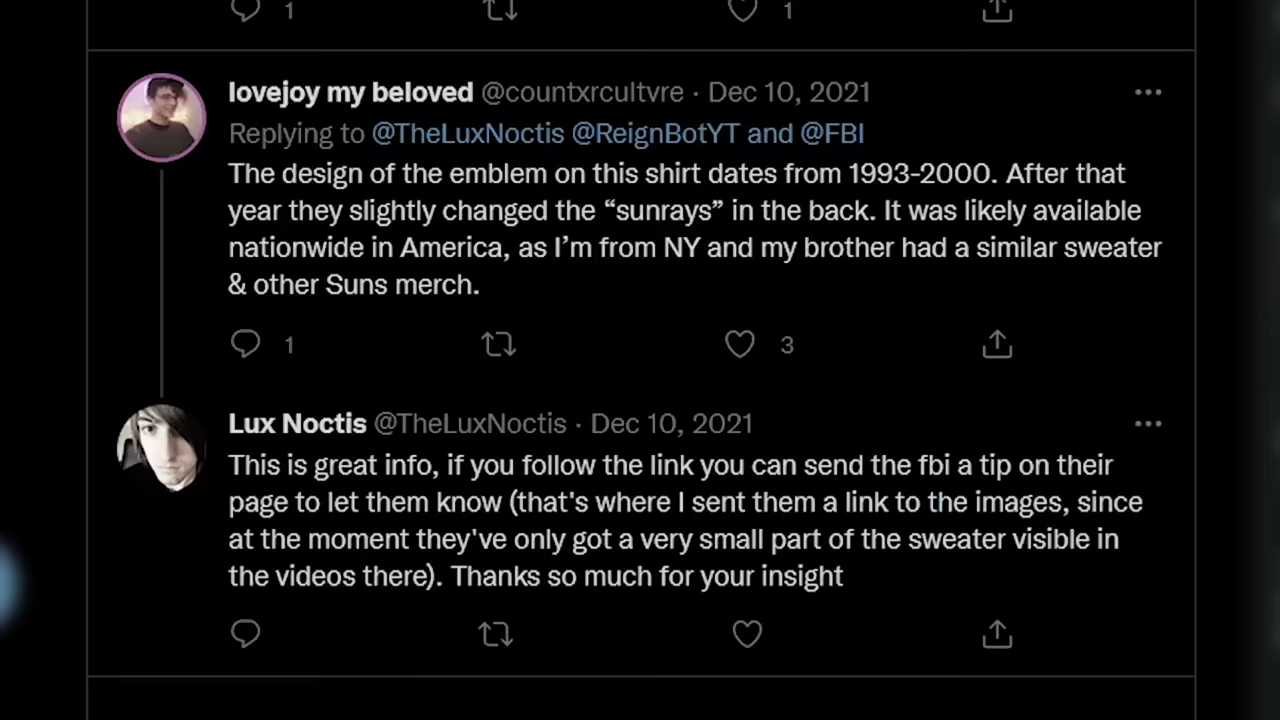 1 1
lovejoy my beloved @countxrcultvre · Dec 10, 2021
Replying to @TheLuxNoctis @ReignBotYT and @FBI
The design of the emblem on this shirt dates from 1993-2000. After that
year they slightly changed the “sunrays” in the back. It was likely available
nationwide in America, as I’m from NY and my brother had a similar sweater
& other Suns merch.
1 3
Lux Noctis @TheLuxNoctis · Dec 10, 2021
This is great info, if you follow the link you can send the fbi a tip on their
page to let them know (that's where I sent them a link to the images, since
at the moment they've only got a very small part of the sweater visible in
the videos there). Thanks so much for your insight